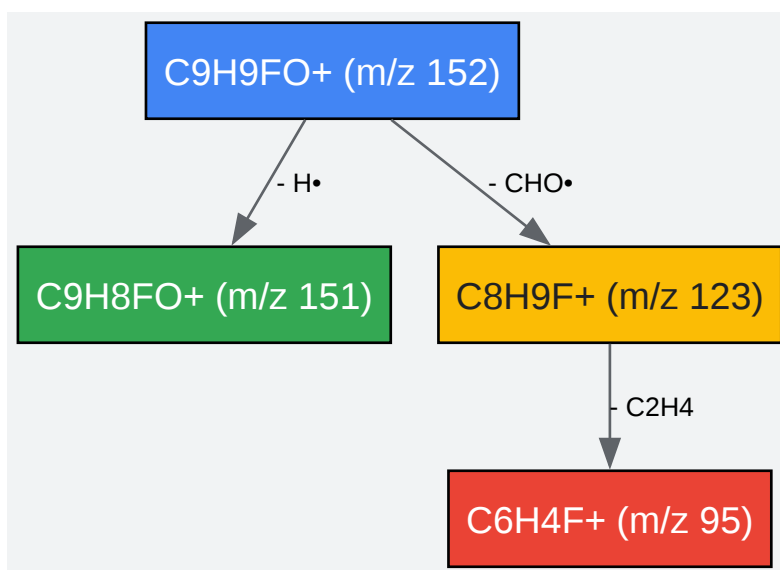 C9H9FO+ (m/z 152)
- H•
- CHO•
C9H8FO+ (m/z 151)
C8H9F+ (m/z 123)
- C2H4
C6H4F+ (m/z 95)